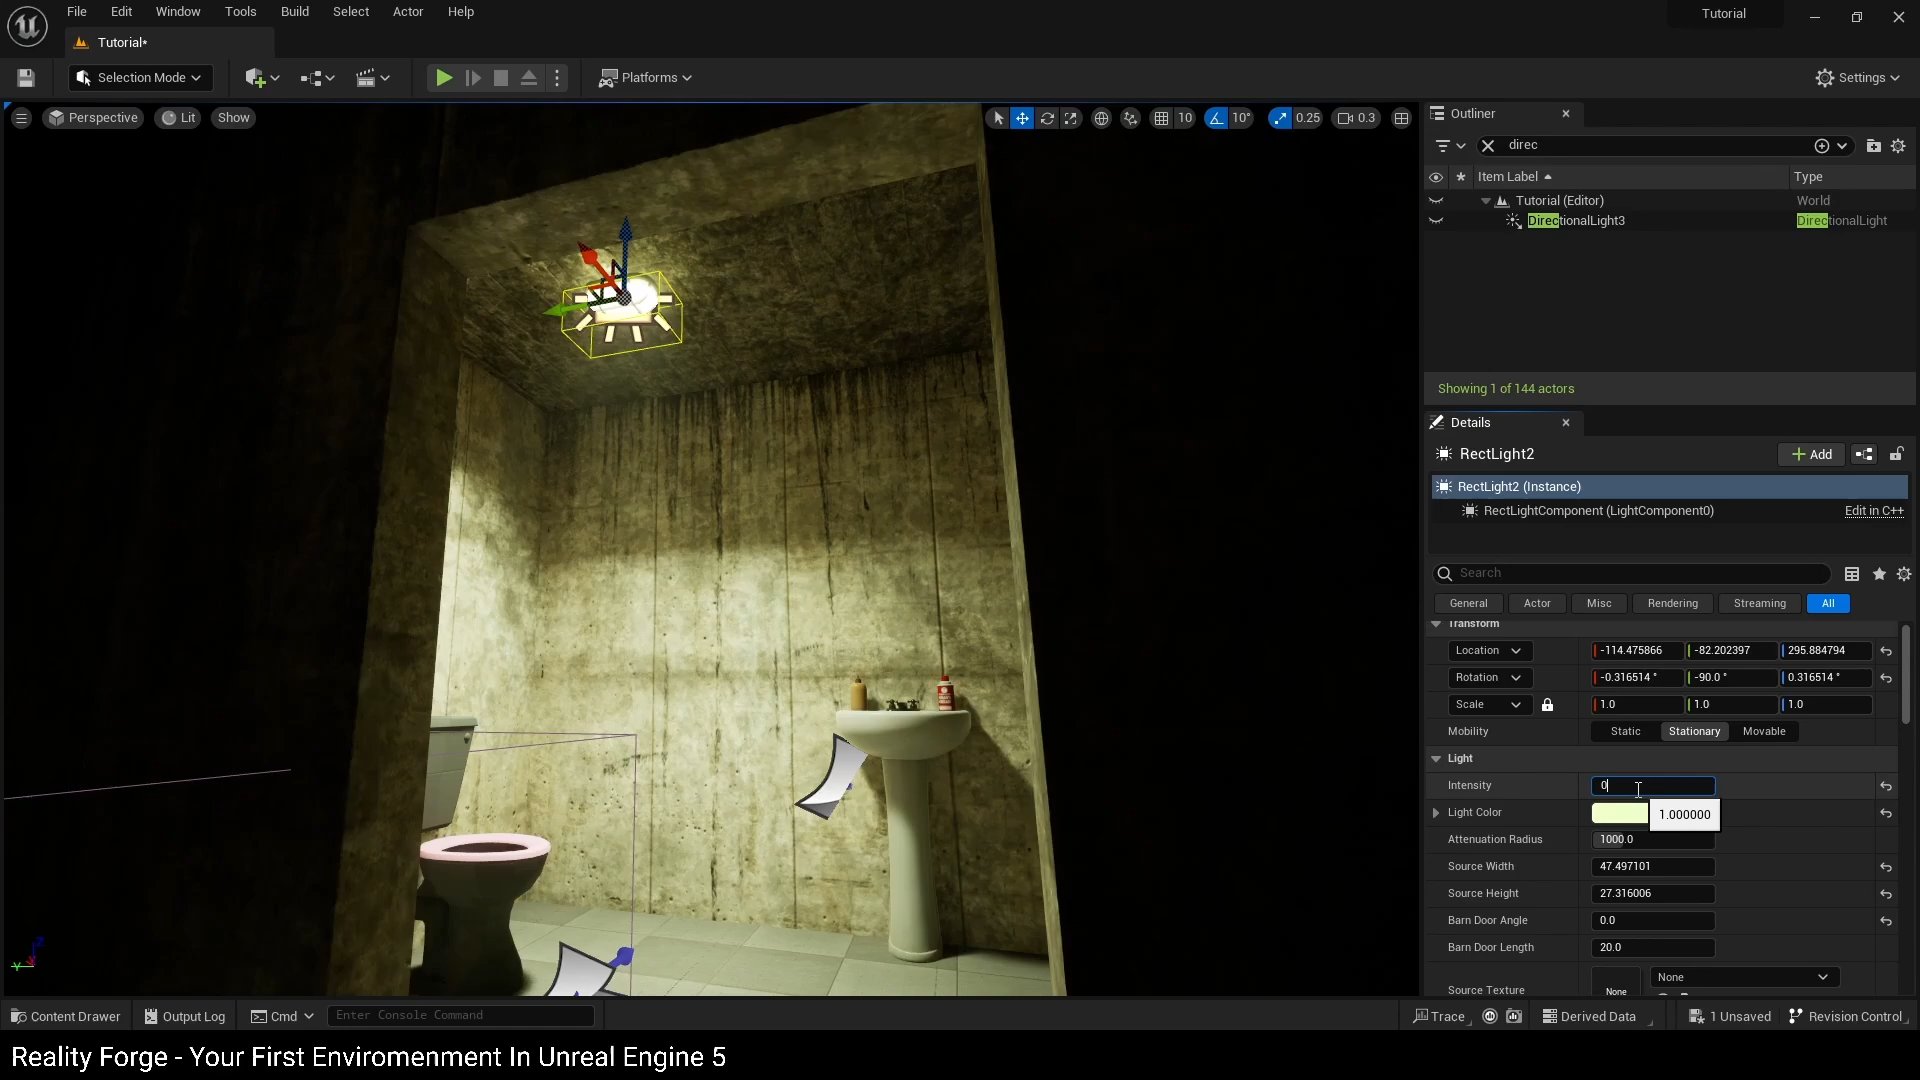 File Edit Window Tools Build Select Actor Help
Tutorial
Tutorial*
Selection Mode
Platforms
Settings
Perspective Lit Show
10 10° 0.25 0.3
Outliner
direc
Item Label Type
Tutorial (Editor) World
DirectionalLight3 DirectionalLight
Showing 1 of 144 actors
Details
RectLight2
Add
RectLight2 (Instance)
RectLightComponent (LightComponent0) Edit in C++
Search
General Actor Misc Rendering Streaming All
Transform
Location -114.475866 -82.202397 295.884794
Rotation -0.316514 ° -90.0 ° 0.316514 °
Scale 1.0 1.0 1.0
Mobility Static Stationary Movable
Light
Intensity 0
Light Color 1.000000
Attenuation Radius 1000.0
Source Width 47.497101
Source Height 27.316006
Barn Door Angle 0.0
Barn Door Length 20.0
Source Texture None None
Content Drawer Output Log Cmd Enter Console Command Trace Derived Data 1 Unsaved Revision Control
Reality Forge - Your First Enviromenment In Unreal Engine 5